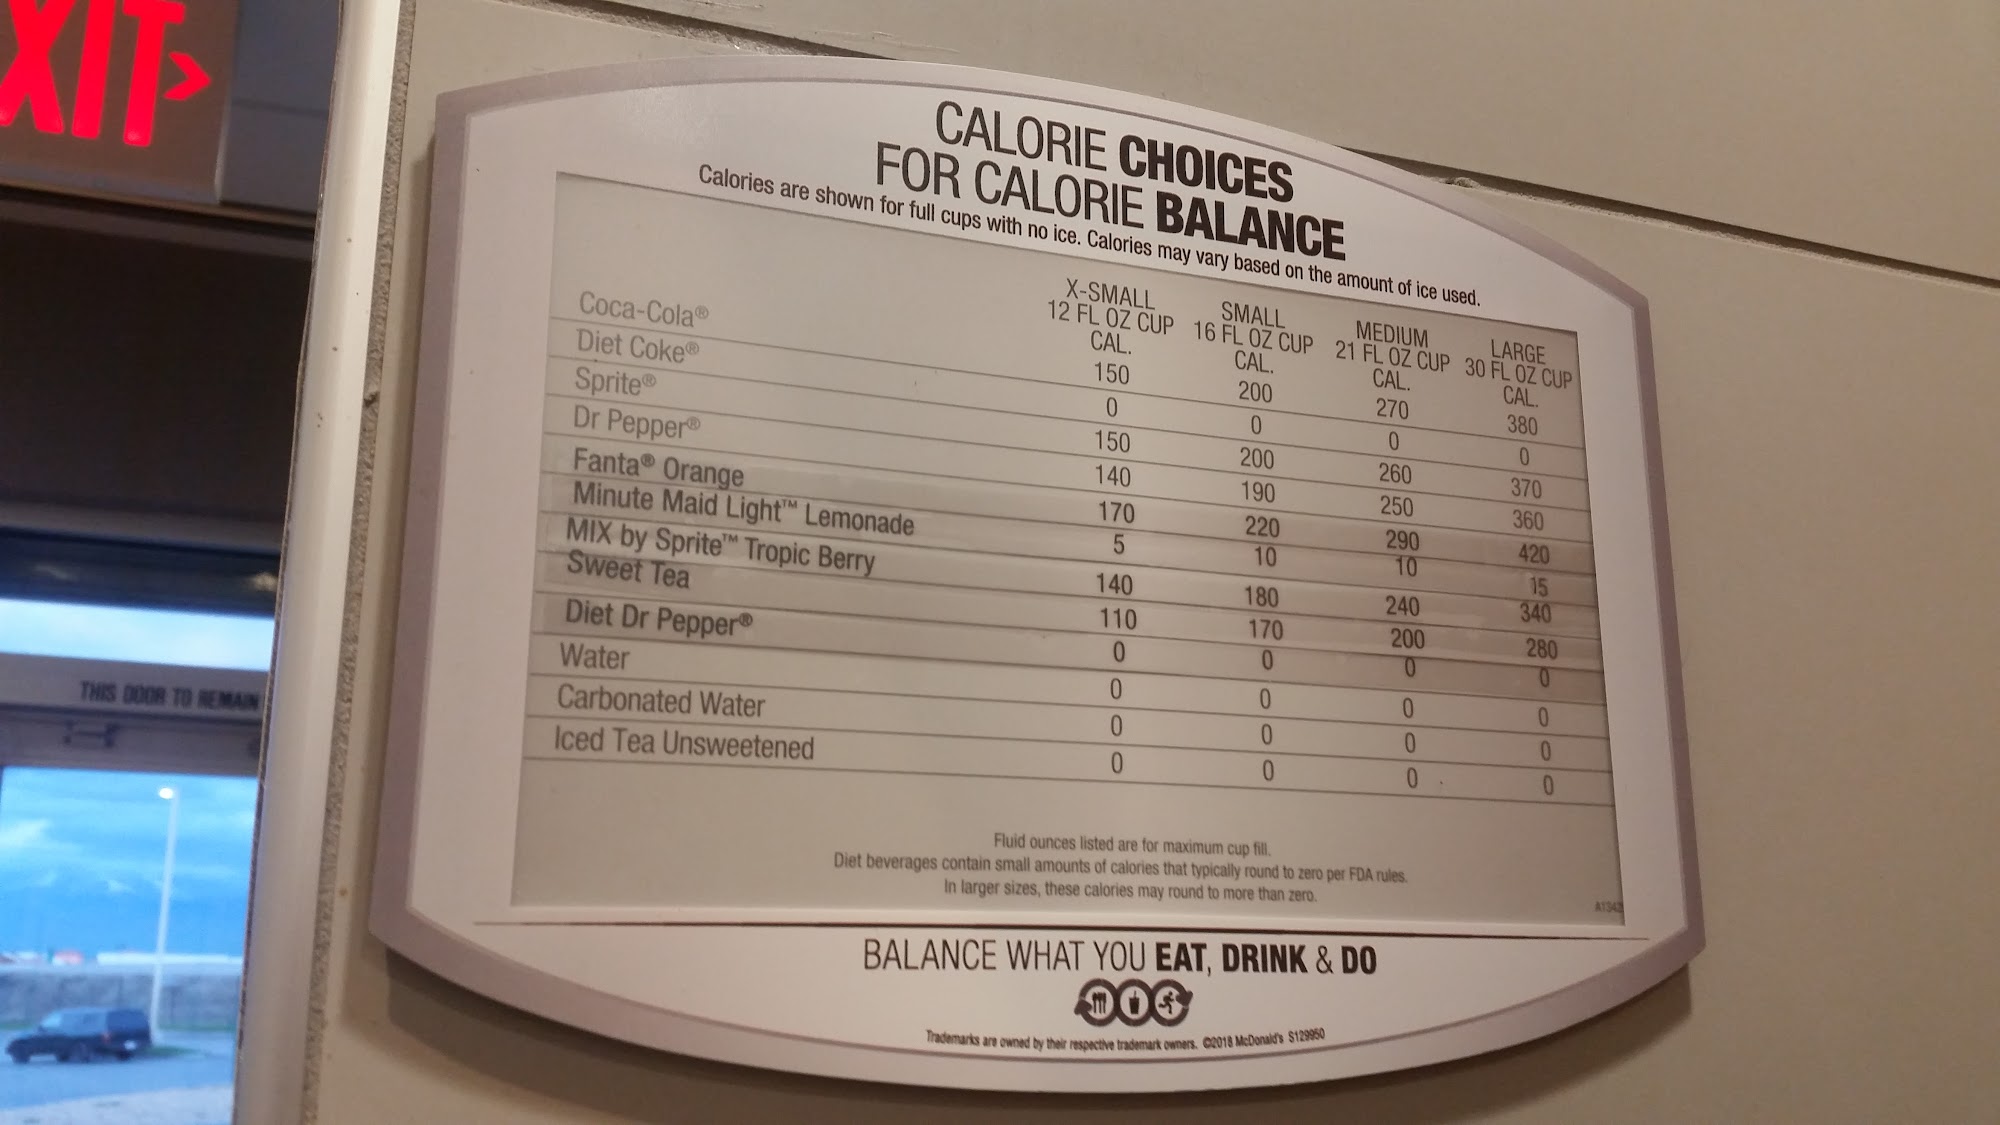 XIT>
CALORIE CHOICES
FOR CALORIE BALANCE
Calories are shown for full cups with no ice. Calories may vary based on the amount of ice used.
X-SMALL SMALL MEDIUM LARGE
12 FL OZ CUP 16 FL OZ CUP 21 FL OZ CUP 30 FL OZ CUP
CAL. CAL. CAL. CAL.
Coca-Cola® 150 200 270 380
Diet Coke® 0 0 0 0
Sprite® 150 200 260 370
Dr Pepper® 140 190 250 360
Fanta® Orange 170 220 290 420
Minute Maid Light™ Lemonade 5 10 10 15
MIX by Sprite™ Tropic Berry 140 180 240 340
Sweet Tea 110 170 200 280
Diet Dr Pepper® 0 0 0 0
Water 0 0 0 0
Carbonated Water 0 0 0 0
Iced Tea Unsweetened 0 0 0 0
Fluid ounces listed are for maximum cup fill.
Diet beverages contain small amounts of calories that typically round to zero per FDA rules.
In larger sizes, these calories may round to more than zero.
A1342
BALANCE WHAT YOU EAT, DRINK & DO
Trademarks are owned by their respective trademark owners. ©2018 McDonald's S129950
THIS DOOR TO REMAIN